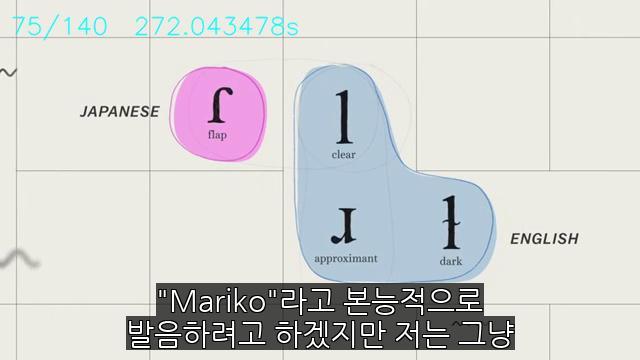 75/140 272.043478s
JAPANESE
ɾ
flap
l
clear
ɹ
approximant
ɫ
dark
ENGLISH
"Mariko"라고 본능적으로
발음하려고 하겠지만 저는 그냥